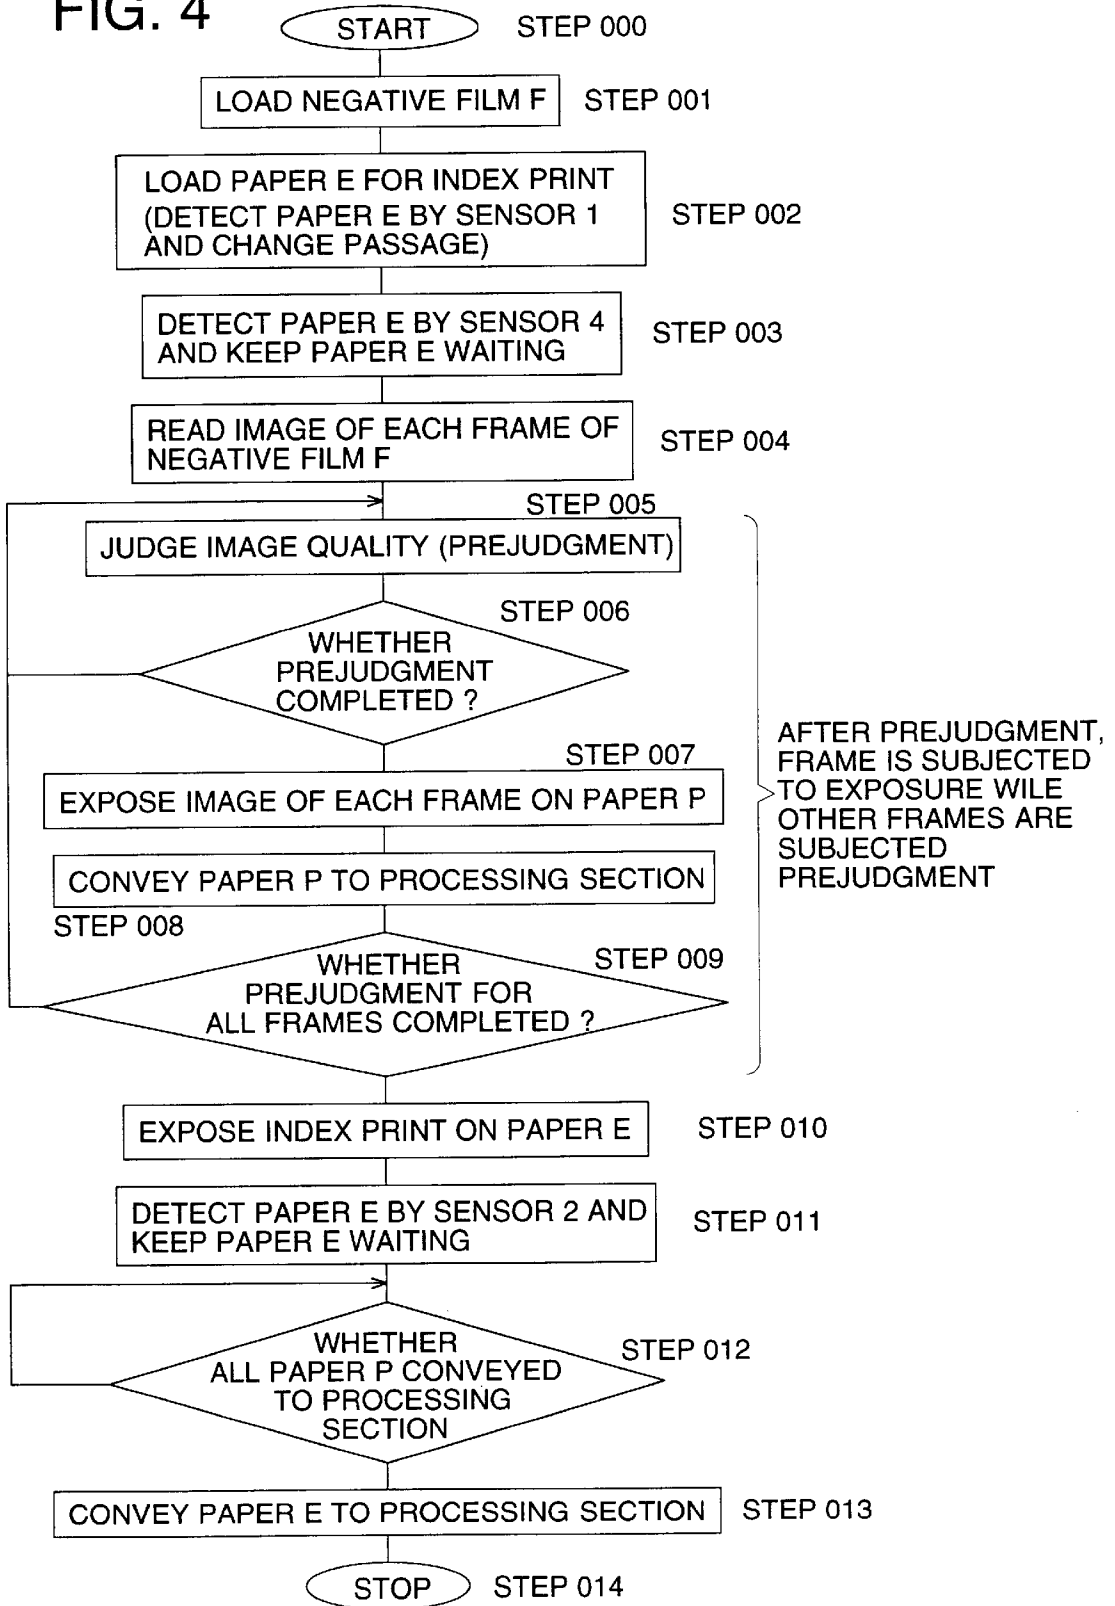 FIG. 4
START
STEP 000
LOAD NEGATIVE FILM F
STEP 001
LOAD PAPER E FOR INDEX PRINT
(DETECT PAPER E BY SENSOR 1
AND CHANGE PASSAGE)
STEP 002
DETECT PAPER E BY SENSOR 4
AND KEEP PAPER E WAITING
STEP 003
READ IMAGE OF EACH FRAME OF
NEGATIVE FILM F
STEP 004
STEP 005
JUDGE IMAGE QUALITY (PREJUDGMENT)
STEP 006
WHETHER
PREJUDGMENT
COMPLETED ?
STEP 007
EXPOSE IMAGE OF EACH FRAME ON PAPER P
CONVEY PAPER P TO PROCESSING SECTION
STEP 008
WHETHER
PREJUDGMENT FOR
ALL FRAMES COMPLETED ?
STEP 009
AFTER PREJUDGMENT,
FRAME IS SUBJECTED
TO EXPOSURE WILE
OTHER FRAMES ARE
SUBJECTED
PREJUDGMENT
EXPOSE INDEX PRINT ON PAPER E
STEP 010
DETECT PAPER E BY SENSOR 2 AND
KEEP PAPER E WAITING
STEP 011
WHETHER
ALL PAPER P CONVEYED
TO PROCESSING
SECTION
STEP 012
CONVEY PAPER E TO PROCESSING SECTION
STEP 013
STOP
STEP 014